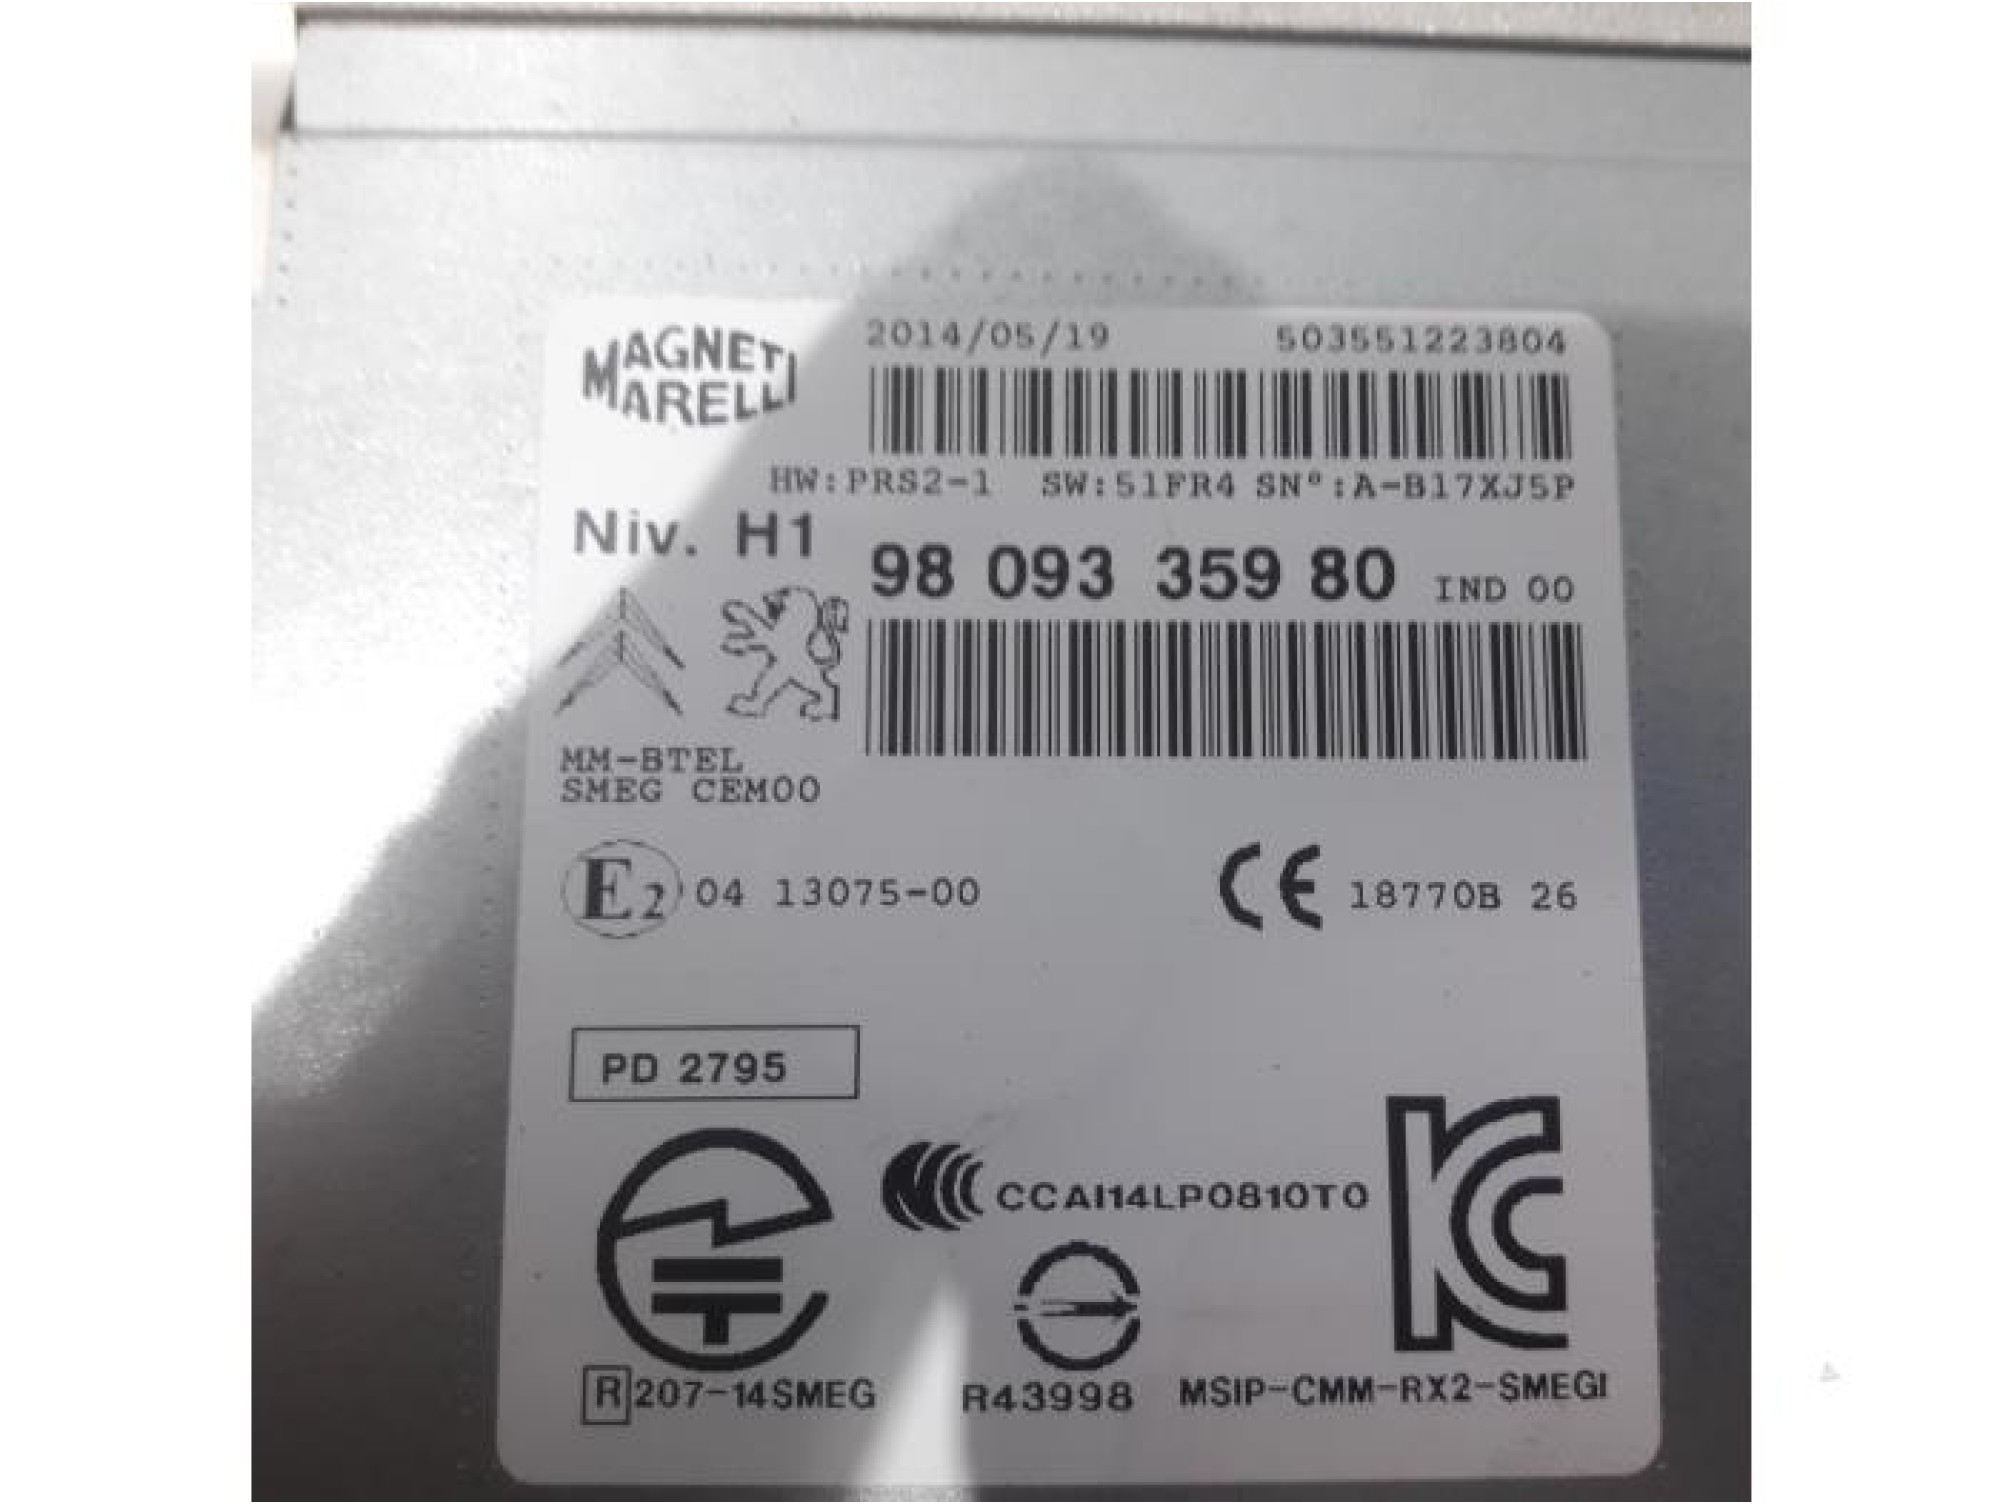 MAGNETI
MARELLI
2014/05/19 503551223804
HW:PRS2-1 SW:51FR4 SN°:A-B17XJ5P
Niv. H1
98 093 359 80 IND 00
MM-BTEL
SMEG CEM00
E2 04 13075-00
CE 18770B 26
PD 2795
CCAI14LP0810T0
R 207-14SMEG
R43998
KC
MSIP-CMM-RX2-SMEGI